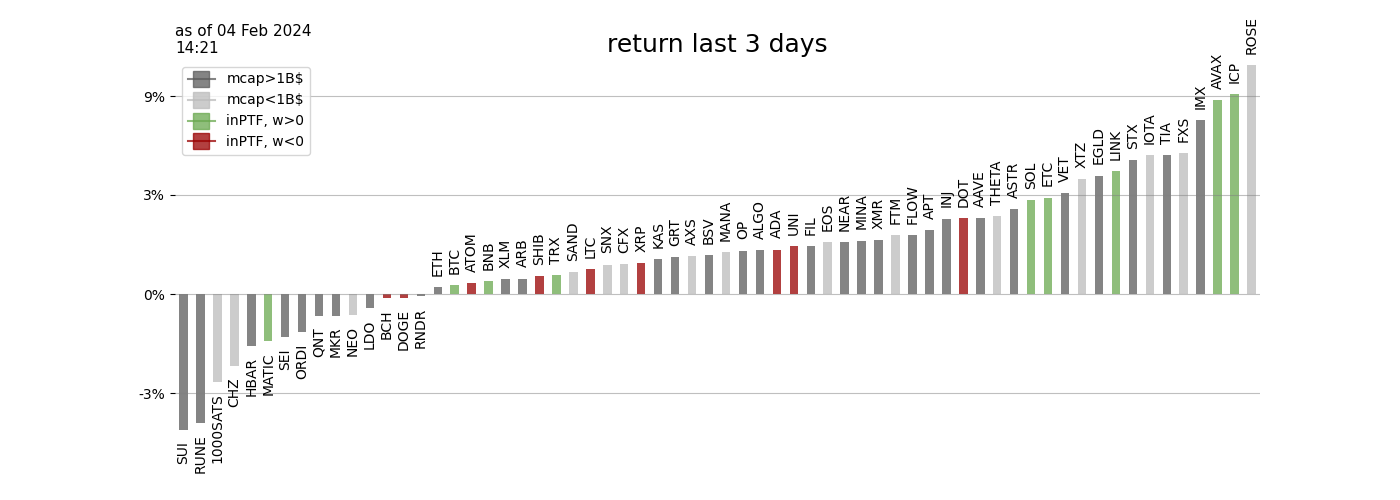 as of 04 Feb 2024
14:21
return last 3 days
mcap>1B$
mcap<1B$
inPTF, w>0
inPTF, w<0
9%
3%
0%
-3%
SUI
RUNE
1000SATS
CHZ
HBAR
MATIC
SEI
ORDI
QNT
MKR
NEO
LDO
BCH
DOGE
RNDR
ETH
BTC
ATOM
BNB
XLM
ARB
SHIB
TRX
SAND
LTC
SNX
CFX
XRP
KAS
GRT
AXS
BSV
MANA
OP
ALGO
ADA
UNI
FIL
EOS
NEAR
MINA
XMR
FTM
FLOW
APT
INJ
DOT
AAVE
THETA
ASTR
SOL
ETC
VET
XTZ
EGLD
LINK
STX
IOTA
TIA
FXS
IMX
AVAX
ICP
ROSE